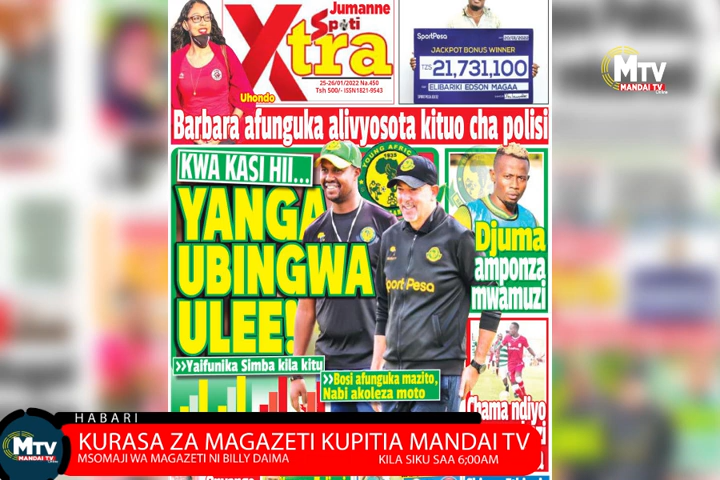 Jumanne
Spoti
Xtra
25-26/01/2022 Na.450
Tsh 500/- ISSN1821-9543
Uhondo
SportPesa
JACKPOT BONUS WINNER
TZS 21,731,100
ELIBARIKI EDSON MAGAA
MTV
MANDAI TV
Barbara afunguka alivyosota kituo cha polisi
KWA KASI HII...
YANGA
UBINGWA
ULEE!
YOUNG AFRICANS
1935
SportPesa
Djuma
amponza
mwamuzi
»Yaifunika Simba kila kitu
»Bosi afunguka mazito,
Nabi akoleza moto
Chama ndiyo
HABARI
MTV
MANDAI TV
KURASA ZA MAGAZETI KUPITIA MANDAI TV
MSOMAJI WA MAGAZETI NI BILLY DAIMA
KILA SIKU SAA 6;00AM